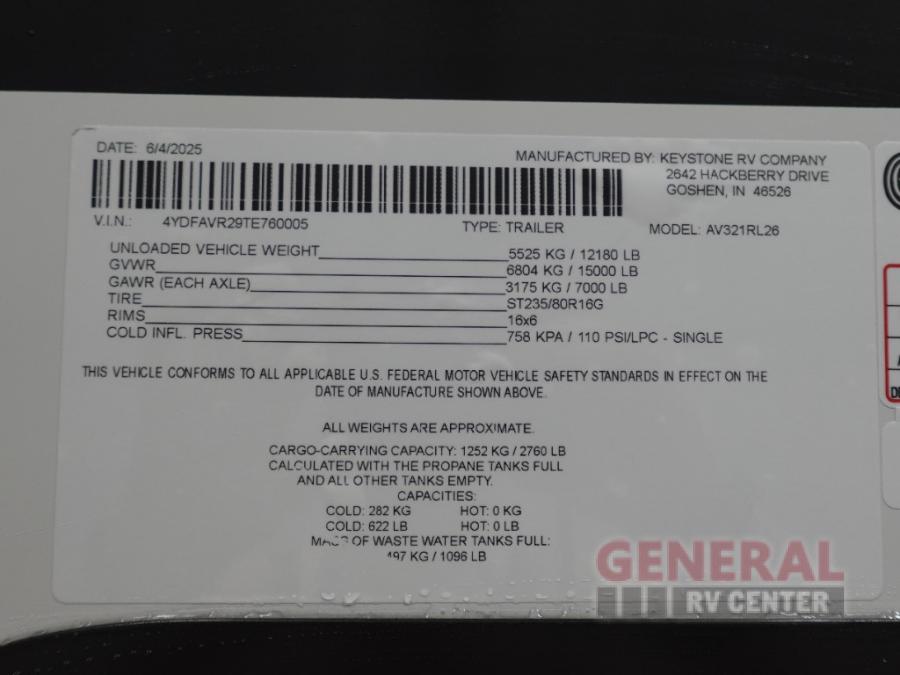 DATE: 6/4/2025
MANUFACTURED BY: KEYSTONE RV COMPANY
2642 HACKBERRY DRIVE
GOSHEN, IN 46526
V.I.N.: 4YDFAVR29TE760005 TYPE: TRAILER MODEL: AV321RL26
UNLOADED VEHICLE WEIGHT 5525 KG / 12180 LB
GVWR 6804 KG / 15000 LB
GAWR (EACH AXLE) 3175 KG / 7000 LB
TIRE ST235/80R16G
RIMS 16x6
COLD INFL. PRESS 758 KPA / 110 PSI/LPC - SINGLE
THIS VEHICLE CONFORMS TO ALL APPLICABLE U.S. FEDERAL MOTOR VEHICLE SAFETY STANDARDS IN EFFECT ON THE
DATE OF MANUFACTURE SHOWN ABOVE.
ALL WEIGHTS ARE APPROXIMATE.
CARGO-CARRYING CAPACITY: 1252 KG / 2760 LB
CALCULATED WITH THE PROPANE TANKS FULL
AND ALL OTHER TANKS EMPTY.
CAPACITIES:
COLD: 282 KG HOT: 0 KG
COLD: 622 LB HOT: 0 LB
MASS OF WASTE WATER TANKS FULL:
497 KG / 1096 LB
GENERAL
RV CENTER